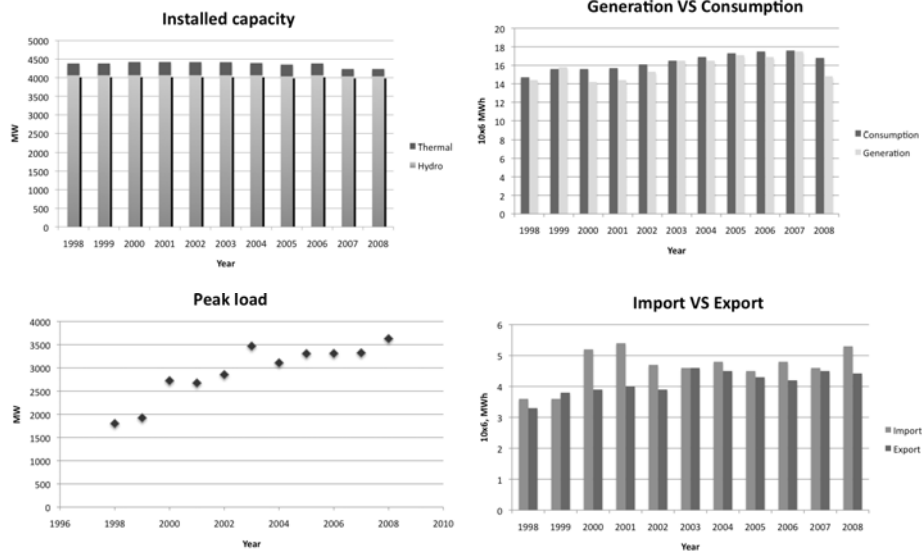 Installed capacity
5000
4500
4000
3500
3000
2500
2000
1500
1000
500
0
MW
1998 1999 2000 2001 2002 2003 2004 2005 2006 2007 2008
Year
Thermal
Hydro
Generation VS Consumption
20
18
16
14
12
10
8
6
4
2
0
10x6 MWh
1998 1999 2000 2001 2002 2003 2004 2005 2006 2007 2008
Year
Consumption
Generation
Peak load
4000
3500
3000
2500
2000
1500
1000
500
0
MW
1996 1998 2000 2002 2004 2006 2008 2010
Year
Import VS Export
6
5
4
3
2
1
0
10x6, MWh
1998 1999 2000 2001 2002 2003 2004 2005 2006 2007 2008
Year
Import
Export